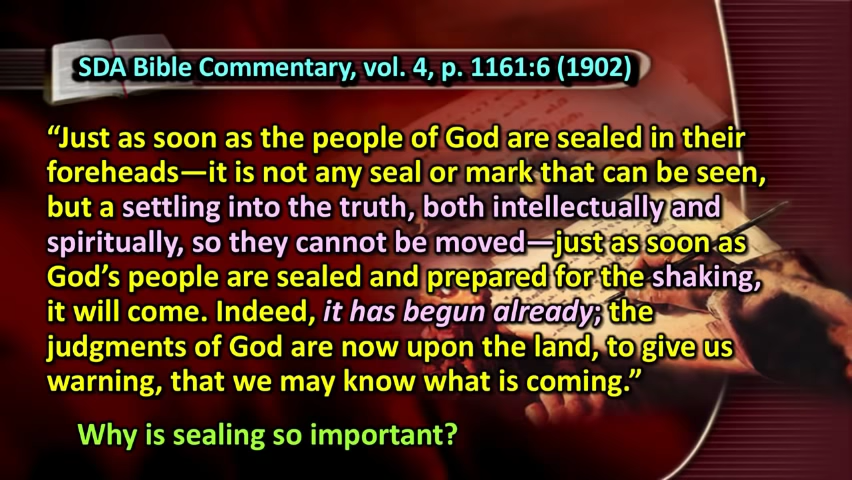 SDA Bible Commentary, vol. 4, p. 1161:6 (1902)
“Just as soon as the people of God are sealed in their
foreheads—it is not any seal or mark that can be seen,
but a settling into the truth, both intellectually and
spiritually, so they cannot be moved—just as soon as
God’s people are sealed and prepared for the shaking,
it will come. Indeed, it has begun already; the
judgments of God are now upon the land, to give us
warning, that we may know what is coming.”
Why is sealing so important?